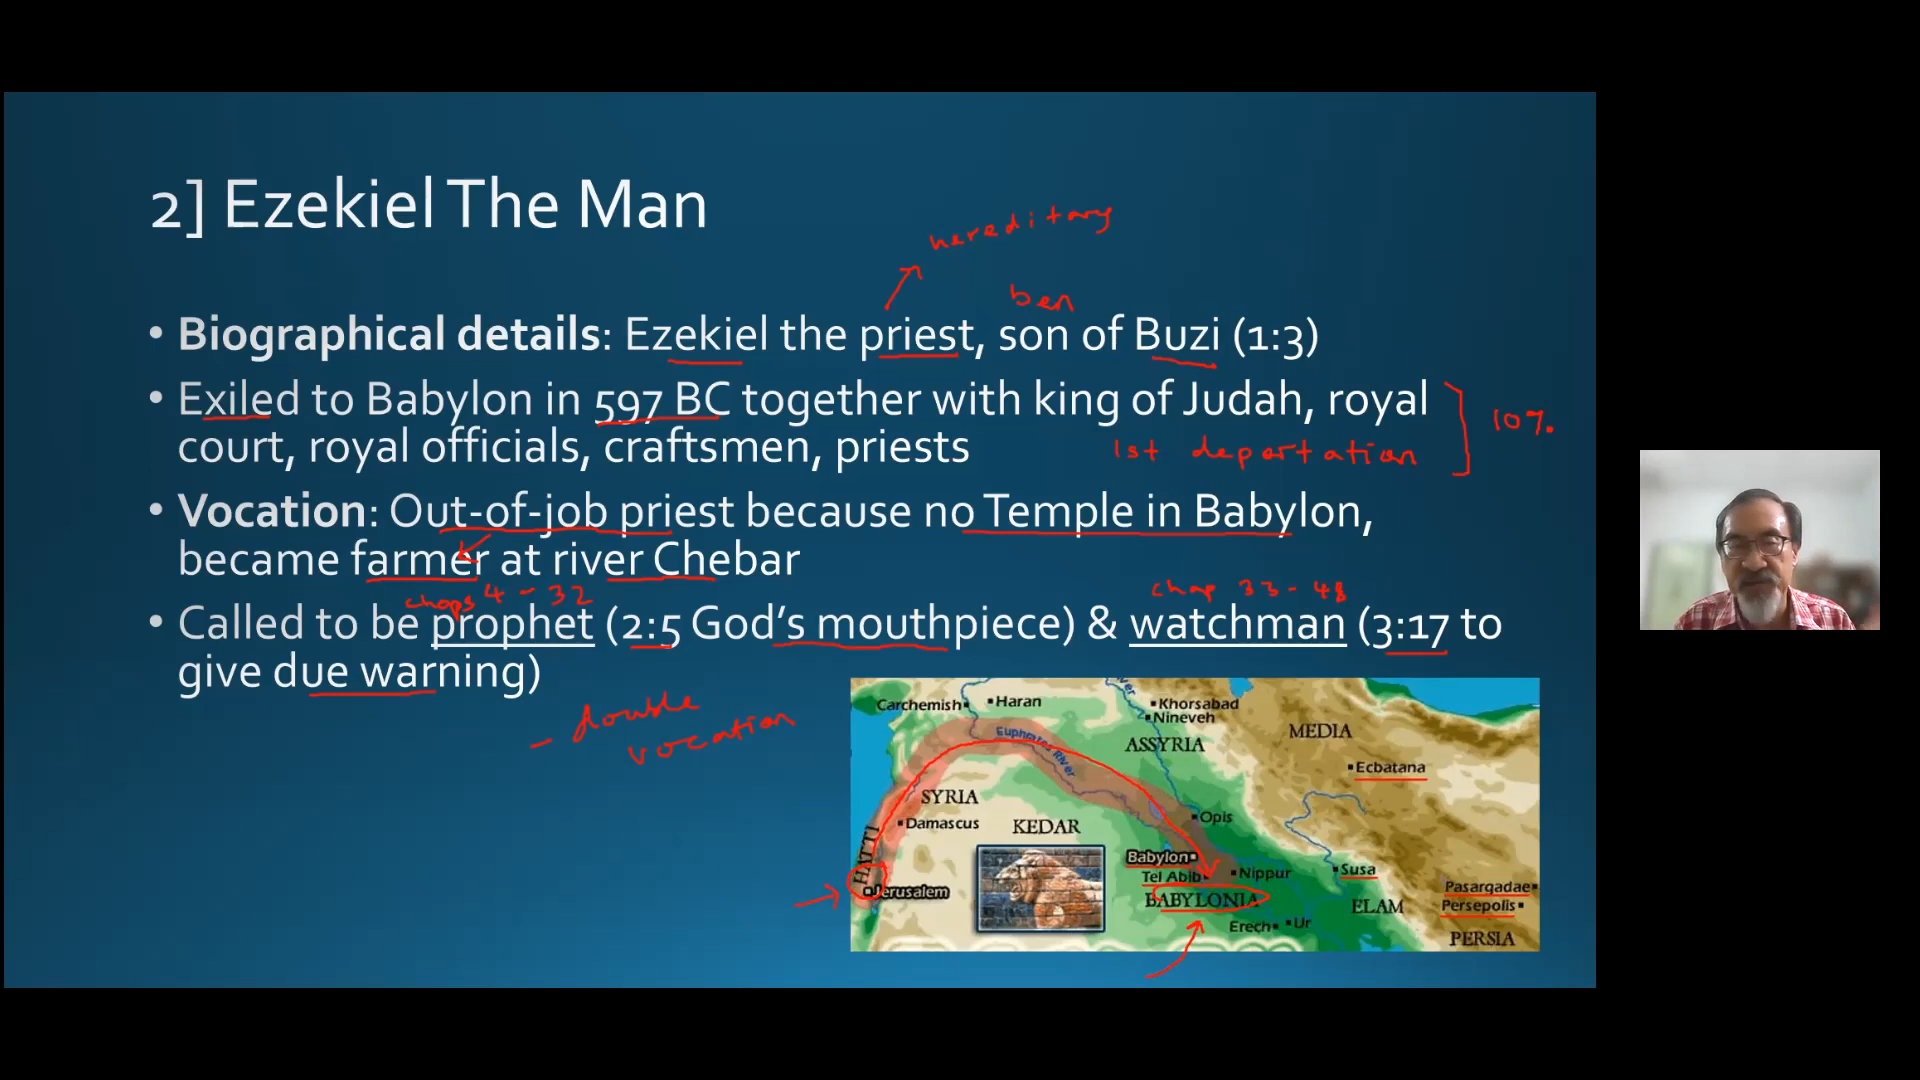 2] Ezekiel The Man
hereditary
ben
• Biographical details: Ezekiel the priest, son of Buzi (1:3)
• Exiled to Babylon in 597 BC together with king of Judah, royal
10%
court, royal officials, craftsmen, priests
1st deportation
• Vocation: Out-of-job priest because no Temple in Babylon,
became farmer at river Chebar
chaps 4 - 32
chap 33 - 48
• Called to be prophet (2:5 God's mouthpiece) & watchman (3:17 to
give due warning)
- double
vocation
Carchemish
Haran
Khorsabad
Nineveh
MEDIA
Euphrates River
ASSYRIA
Ecbatana
SYRIA
Damascus
KEDAR
Opis
HATTI
Babylon
Tel Abib
Nippur
Susa
Jerusalem
BABYLONIA
ELAM
Pasargadae
Persepolis
Erech
Ur
PERSIA